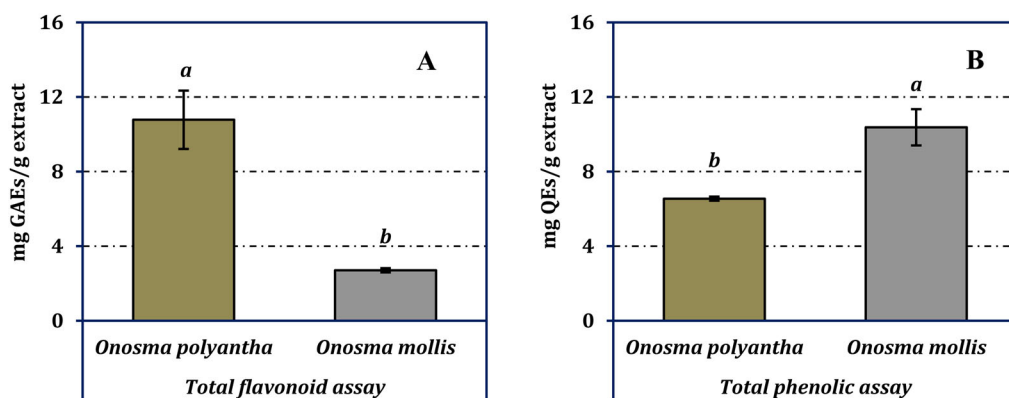 16
12
8
4
0
mg GAEs/g extract
A
a
b
Onosma polyantha
Onosma mollis
Total flavonoid assay
16
12
8
4
0
mg QEs/g extract
B
b
a
Onosma polyantha
Onosma mollis
Total phenolic assay